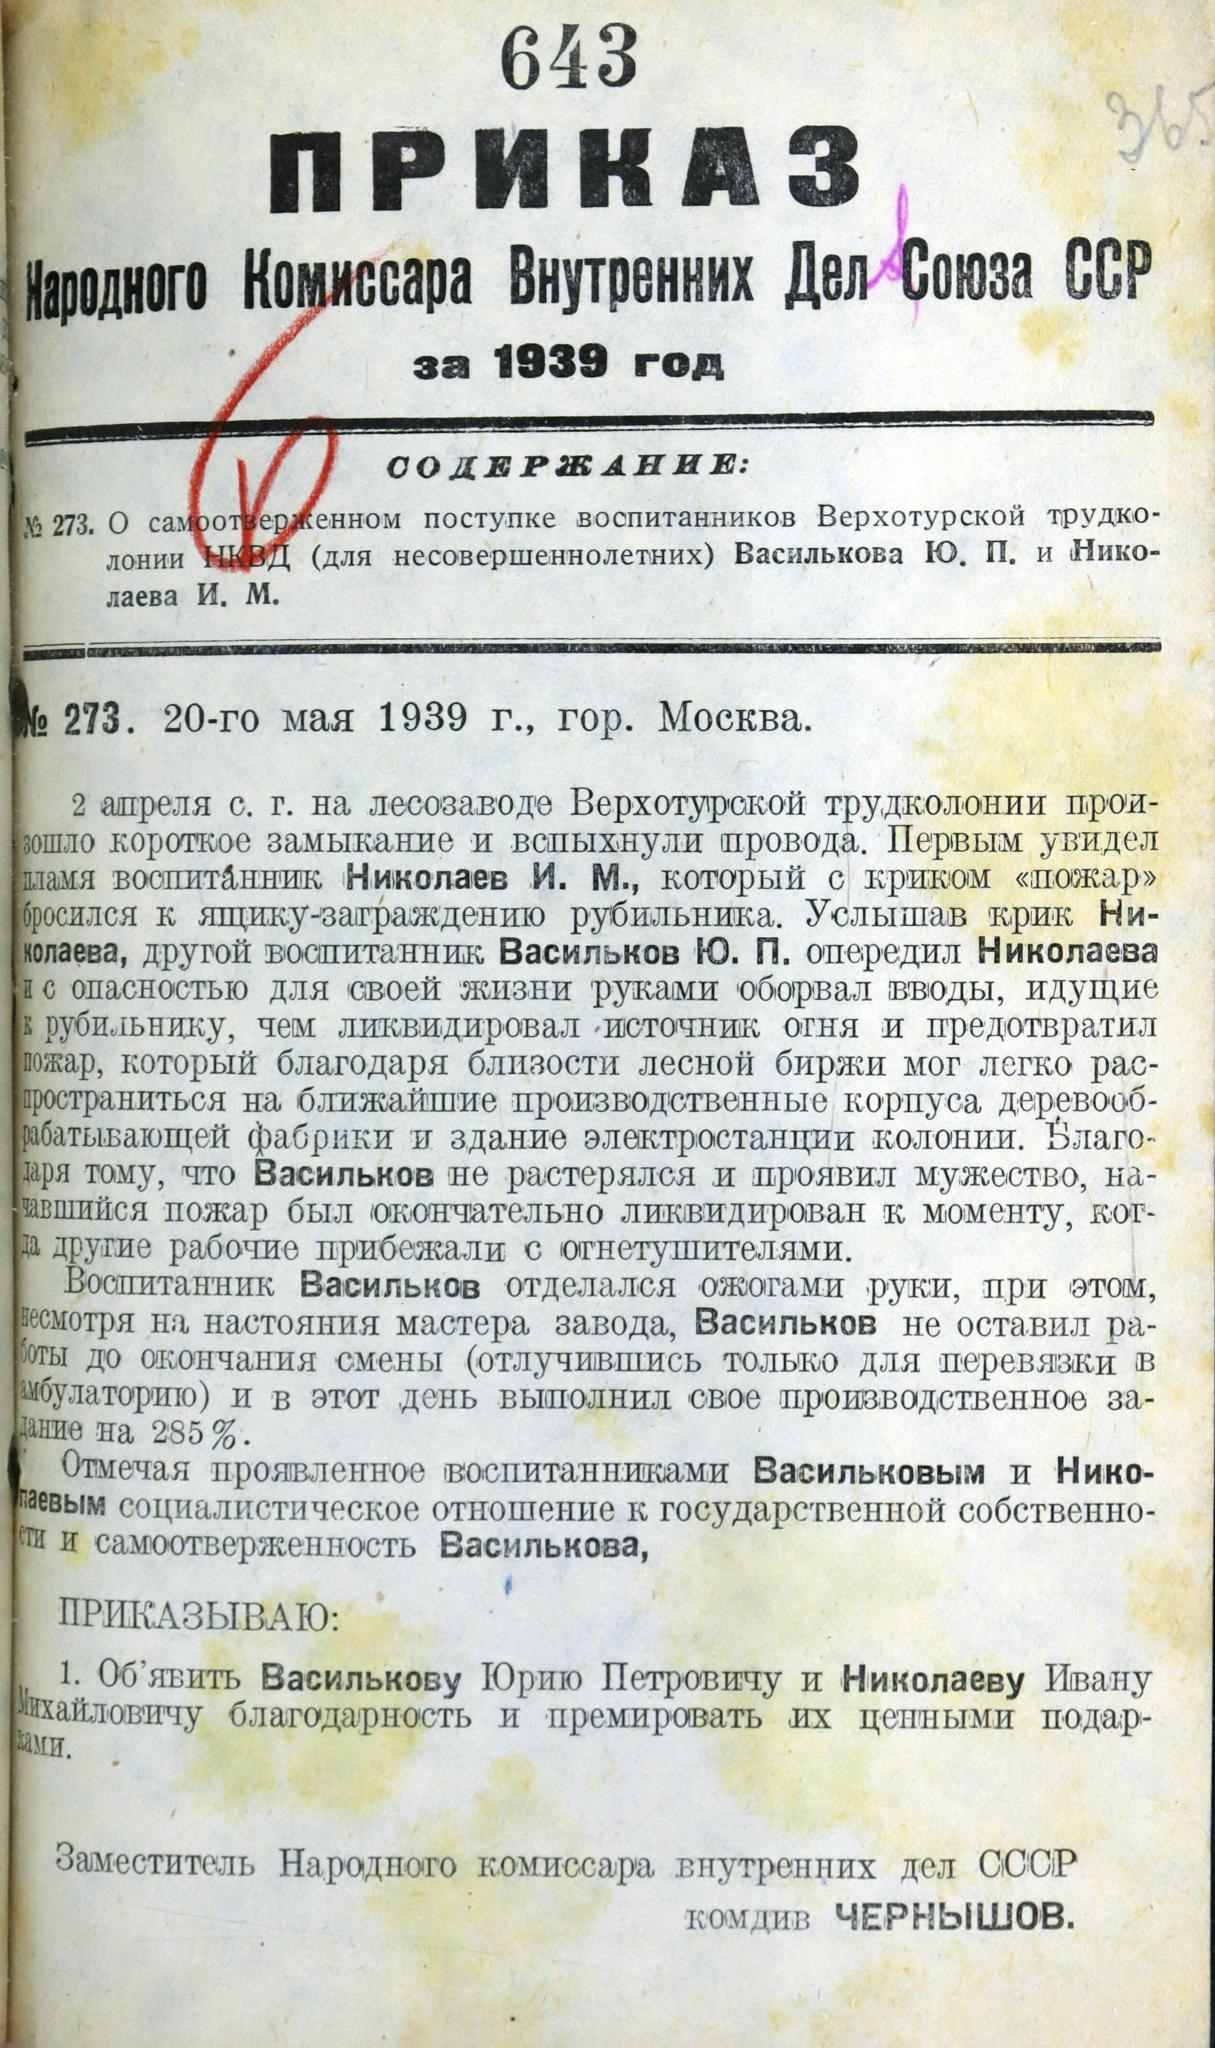 643
365
ПРИКАЗ
Народного Комиссара Внутренних Дел Союза ССР
за 1939 год
СОДЕРЖАНИЕ:
№ 273. О самоотверженном поступке воспитанников Верхотурской трудко-
лонии НКВД (для несовершеннолетних) Василькова Ю. П. и Нико-
лаева И. М.
№ 273. 20-го мая 1939 г., гор. Москва.
2 апреля с. г. на лесозаводе Верхотурской трудколонии прои-
зошло короткое замыкание и вспыхнули провода. Первым увидел
пламя воспитанник Николаев И. М., который с криком «пожар»
бросился к ящику-заграждению рубильника. Услышав крик Ни-
колаева, другой воспитанник Васильков Ю. П. опередил Николаева
и с опасностью для своей жизни руками оборвал вводы, идущие
к рубильнику, чем ликвидировал источник огня и предотвратил
пожар, который благодаря близости лесной биржи мог легко рас-
пространиться на ближайшие производственные корпуса деревооб-
рабатывающей фабрики и здание электростанции колонии. Благо-
даря тому, что Васильков не растерялся и проявил мужество, на-
чавшийся пожар был окончательно ликвидирован к моменту, ког-
да другие рабочие прибежали с огнетушителями.
Воспитанник Васильков отделался ожогами руки, при этом,
несмотря на настояния мастера завода, Васильков не оставил ра-
боты до окончания смены (отлучившись только для перевязки в
амбулаторию) и в этот день выполнил свое производственное за-
дание на 285%.
Отмечая проявленное воспитанниками Васильковым и Нико-
лаевым социалистическое отношение к государственной собственно-
сти и самоотверженность Василькова,
ПРИКАЗЫВАЮ:
1. Об'явить Василькову Юрию Петровичу и Николаеву Ивану
Михайловичу благодарность и премировать их ценными подар-
ками.
Заместитель Народного комиссара внутренних дел СССР
комдив ЧЕРНЫШОВ.